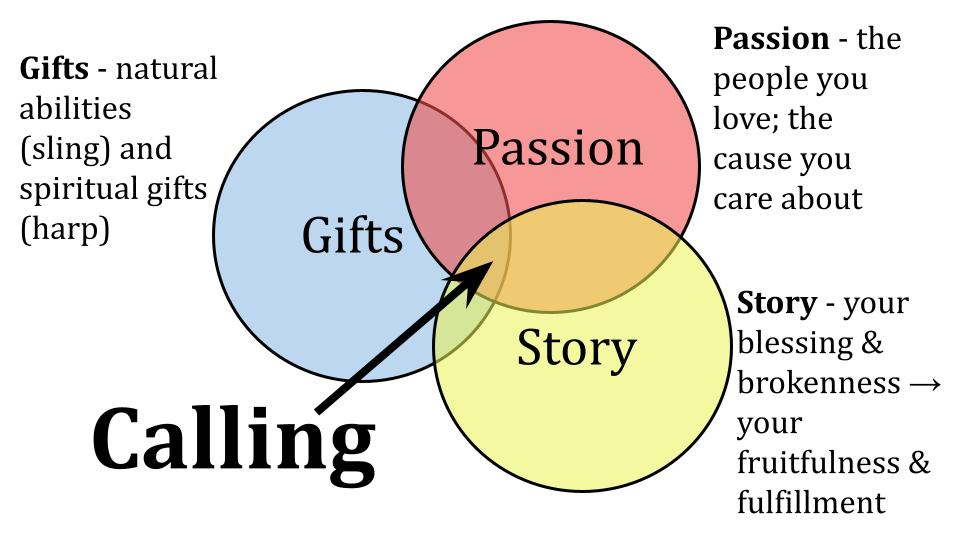 Gifts - natural
abilities
(sling) and
spiritual gifts
(harp)
Passion - the
people you
love; the
cause you
care about
Passion
Gifts
Story
Story - your
blessing &
brokenness →
your
fruitfulness &
fulfillment
Calling